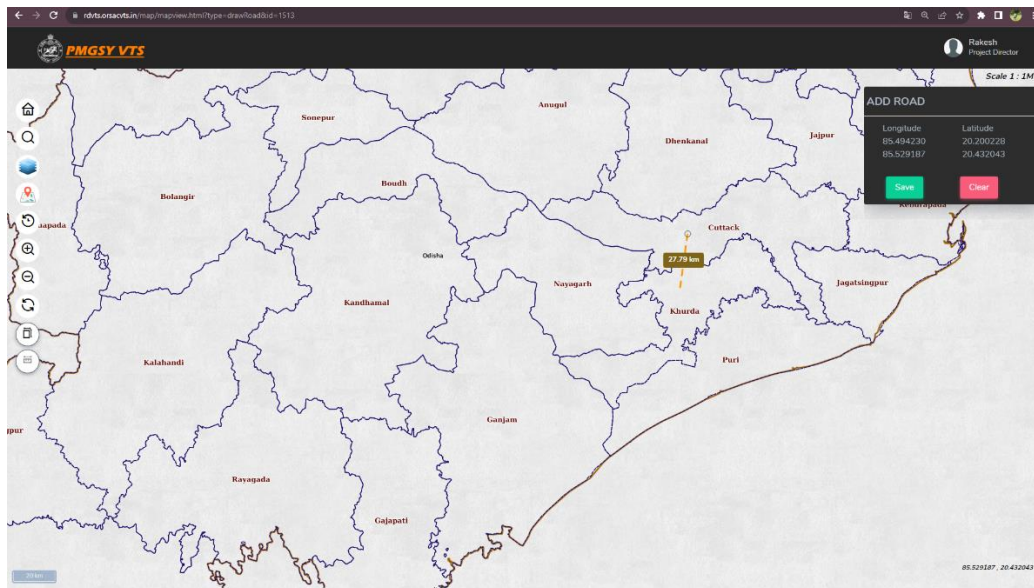 rdvts.orsacvts.in/map/mapview.html?type=drawRoad&id=1513
PMGSY VTS
Rakesh
Project Director
Scale 1 : 1M
ADD ROAD
Longitude Latitude
85.494230 20.200228
85.529187 20.432043
Save Clear
Sonepur
Anugul
Dhenkanal
Jajpur
Bolangir
Boudh
Kendrapada
Cuttack
Odisha
27.79 km
Nayagarh
Jagatsingpur
Kandhamal
Khurda
Kalahandi
Puri
Ganjam
gpur
Rayagada
Gajapati
20 km
85.529187 , 20.432043